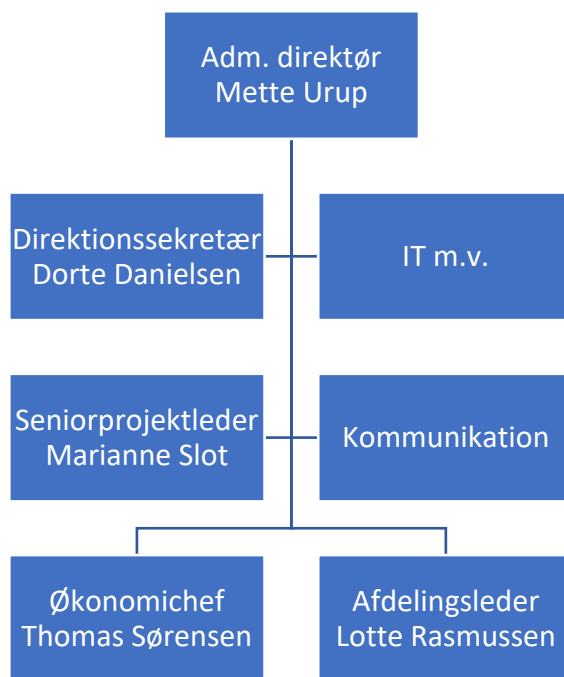 Adm. direktør
Mette Urup
Direktionssekretær
Dorte Danielsen
IT m.v.
Seniorprojektleder
Marianne Slot
Kommunikation
Økonomichef
Thomas Sørensen
Afdelingsleder
Lotte Rasmussen